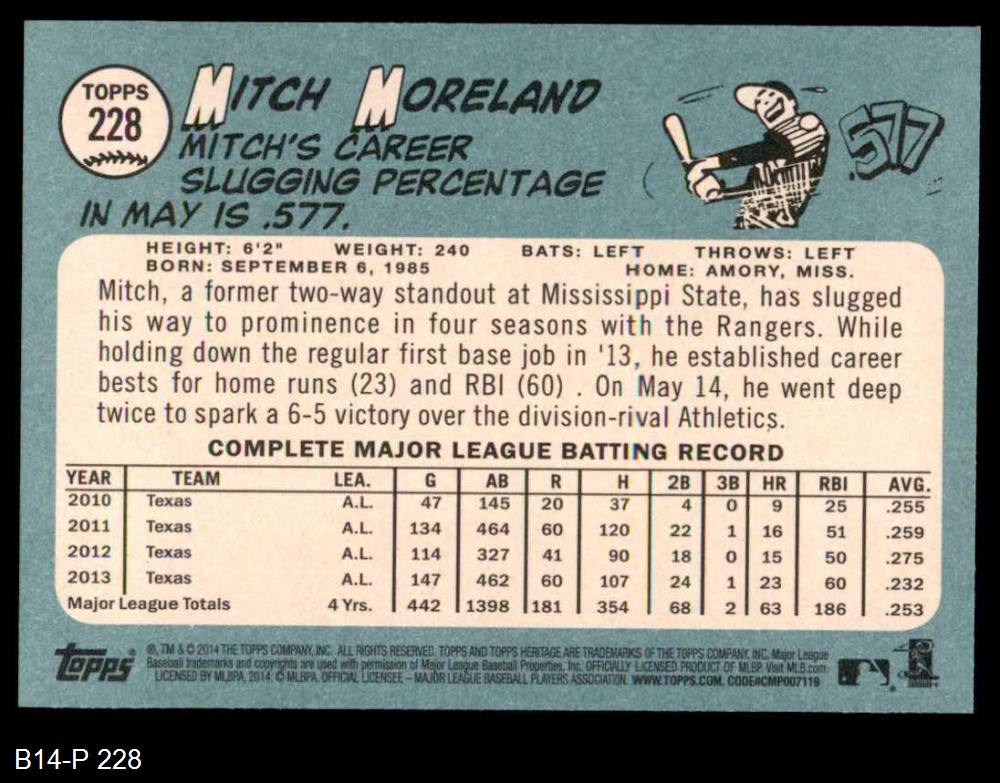 TOPPS
228
MITCH MORELAND
MITCH'S CAREER
SLUGGING PERCENTAGE
IN MAY IS .577.
.577
HEIGHT: 6'2" WEIGHT: 240 BATS: LEFT THROWS: LEFT
BORN: SEPTEMBER 6, 1985 HOME: AMORY, MISS.
Mitch, a former two-way standout at Mississippi State, has slugged
his way to prominence in four seasons with the Rangers. While
holding down the regular first base job in '13, he established career
bests for home runs (23) and RBI (60) . On May 14, he went deep
twice to spark a 6-5 victory over the division-rival Athletics.
COMPLETE MAJOR LEAGUE BATTING RECORD
YEAR TEAM LEA. G AB R H 2B 3B HR RBI AVG.
2010 Texas A.L. 47 145 20 37 4 0 9 25 .255
2011 Texas A.L. 134 464 60 120 22 1 16 51 .259
2012 Texas A.L. 114 327 41 90 18 0 15 50 .275
2013 Texas A.L. 147 462 60 107 24 1 23 60 .232
Major League Totals 4 Yrs. 442 1398 181 354 68 2 63 186 .253
topps
®, TM & © 2014 THE TOPPS COMPANY, INC. ALL RIGHTS RESERVED. TOPPS AND TOPPS HERITAGE ARE TRADEMARKS OF THE TOPPS COMPANY, INC. Major League
Baseball trademarks and copyrights are used with permission of Major League Baseball Properties, Inc. OFFICIALLY LICENSED PRODUCT OF MLBP. Visit MLB.com.
LICENSED BY MLBPA, 2014, © MLBPA. OFFICIAL LICENSEE – MAJOR LEAGUE BASEBALL PLAYERS ASSOCIATION. WWW.TOPPS.COM. CODE#CMP007119
B14-P 228